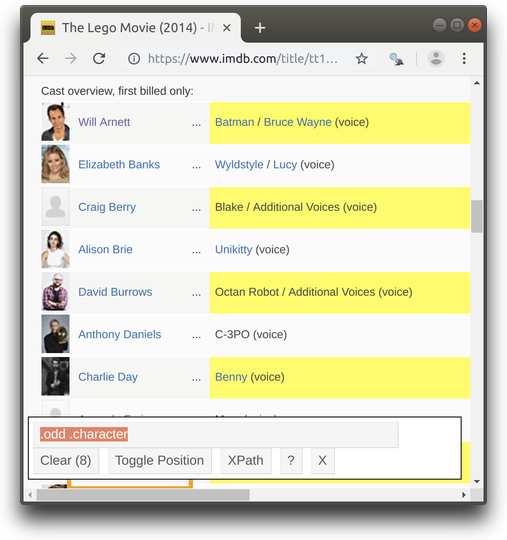 The Lego Movie (2014) - I
https://www.imdb.com/title/tt1...
Cast overview, first billed only:
Will Arnett ... Batman / Bruce Wayne (voice)
Elizabeth Banks ... Wyldstyle / Lucy (voice)
Craig Berry ... Blake / Additional Voices (voice)
Alison Brie ... Unikitty (voice)
David Burrows ... Octan Robot / Additional Voices (voice)
Anthony Daniels ... C-3PO (voice)
Charlie Day ... Benny (voice)
.odd .character
Clear (8) Toggle Position XPath ? X